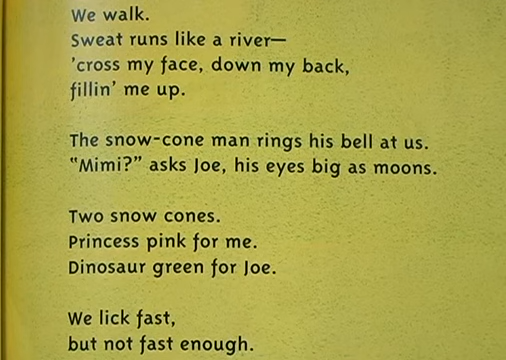 We walk.
Sweat runs like a river—
’cross my face, down my back,
fillin’ me up.
The snow-cone man rings his bell at us.
“Mimi?” asks Joe, his eyes big as moons.
Two snow cones.
Princess pink for me.
Dinosaur green for Joe.
We lick fast,
but not fast enough.